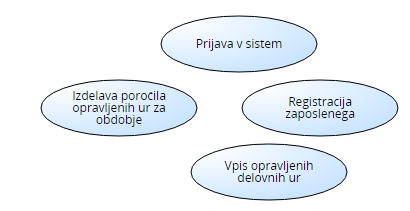 Prijava v sistem
Izdelava poročila
opravljenih ur za
obdobje
Registracija
zaposlenega
Vpis opravljenih
delovnih ur